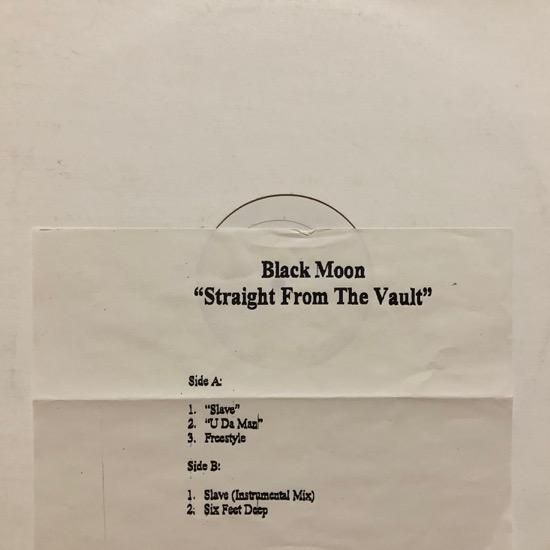 Black Moon
“Straight From The Vault”
Side A:
1. “Slave”
2. “U Da Man”
3. Freestyle
Side B:
1. Slave (Instrumental Mix)
2. Six Feet Deep